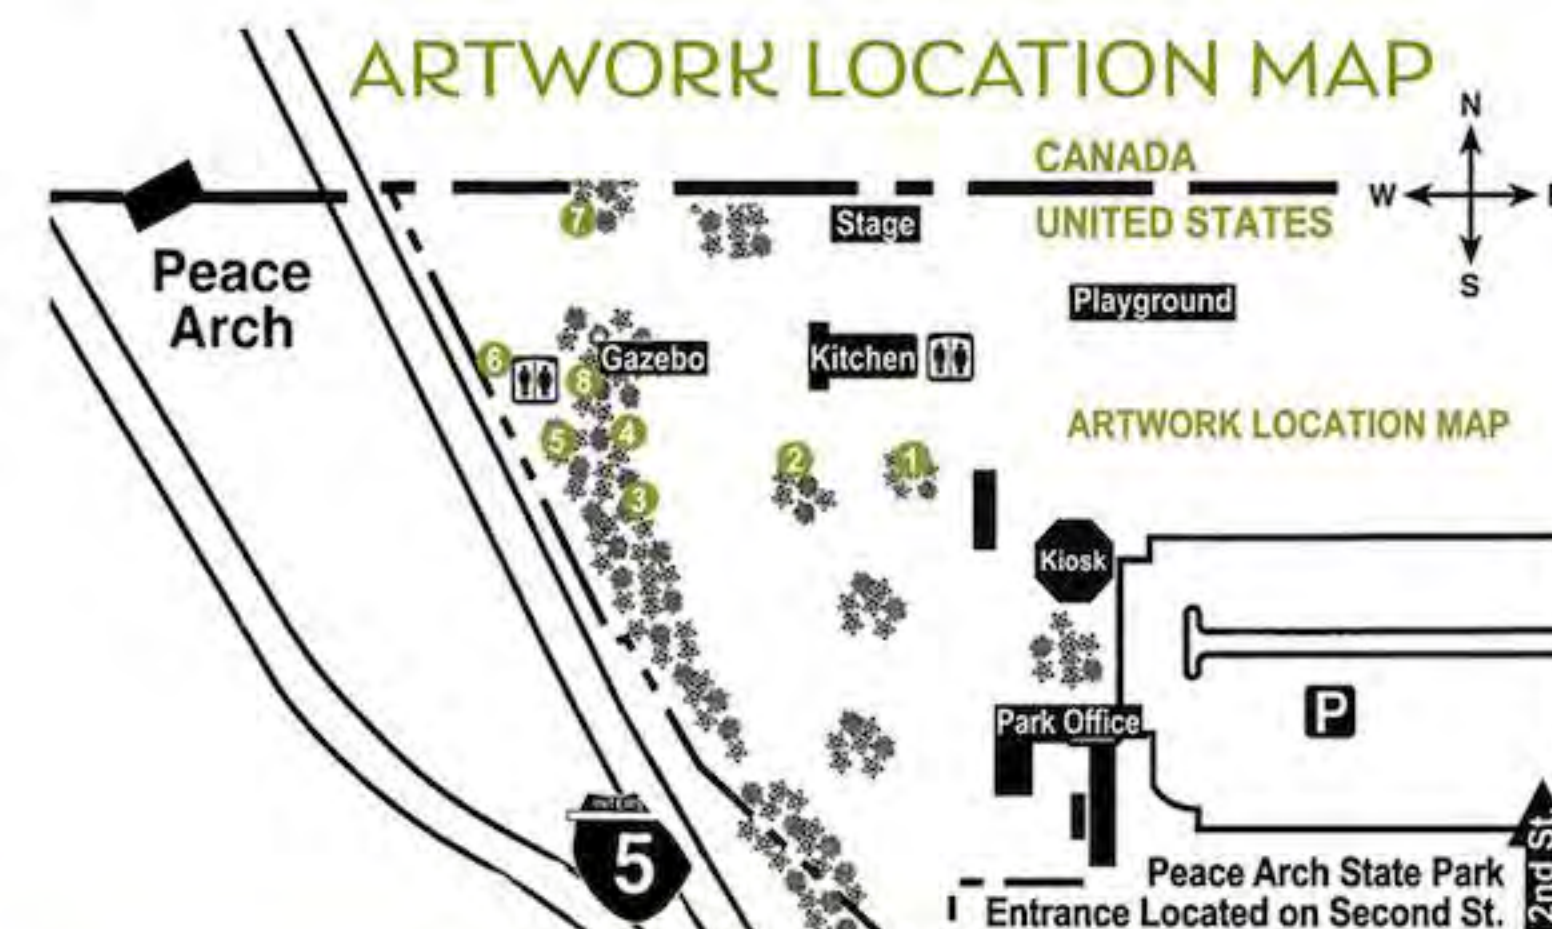 ARTWORK LOCATION MAP
N
CANADA
W
7
Stage
UNITED STATES
Peace
Arch
S
Playground
6
Gazebo
Kitchen
8
5
4
ARTWORK LOCATION MAP
2
1
3
Kiosk
P
Park Office
5
2nd St.
Peace Arch State Park
Entrance Located on Second St.